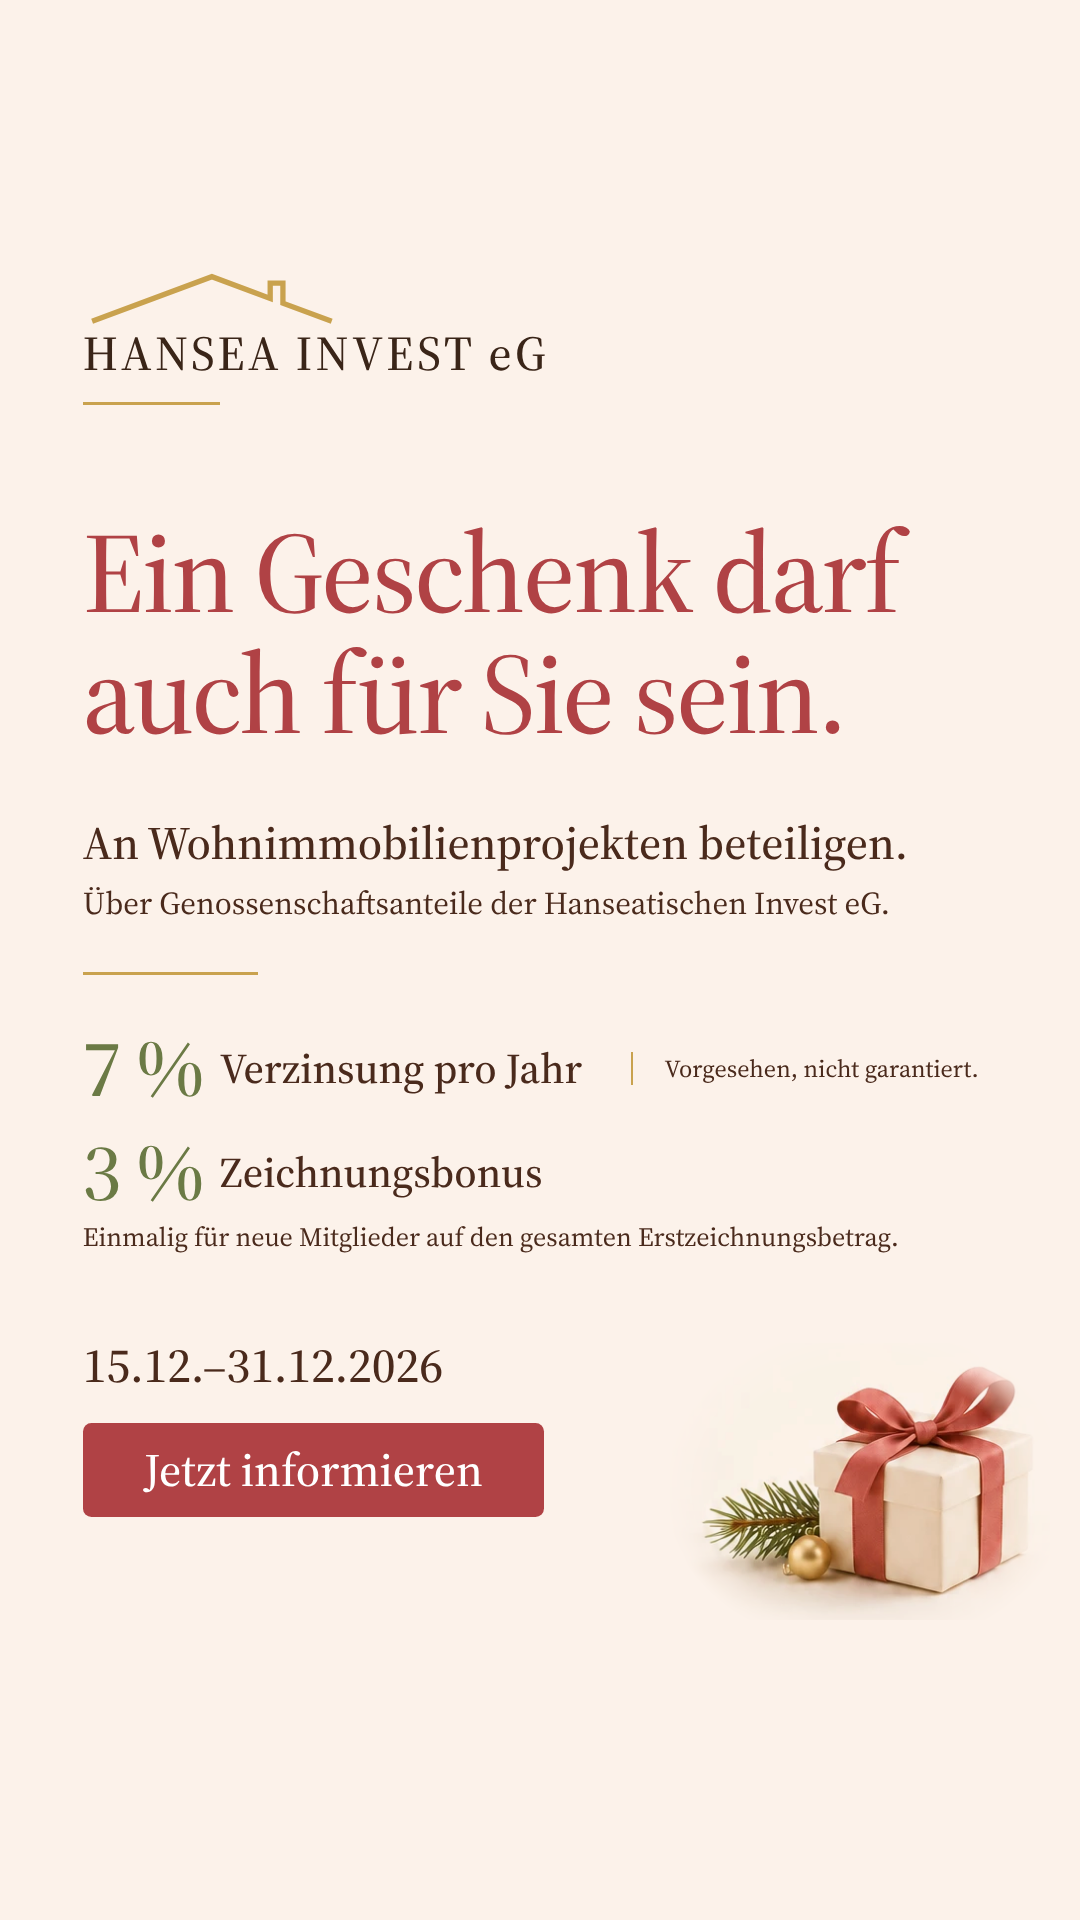 HANSEA INVEST eG
Ein Geschenk darf
auch für Sie sein.
An Wohnimmobilienprojekten beteiligen.
Über Genossenschaftsanteile der Hanseatischen Invest eG.
7 % Verzinsung pro Jahr | Vorgesehen, nicht garantiert.
3 % Zeichnungsbonus
Einmalig für neue Mitglieder auf den gesamten Erstzeichnungsbetrag.
15.12.–31.12.2026
Jetzt informieren